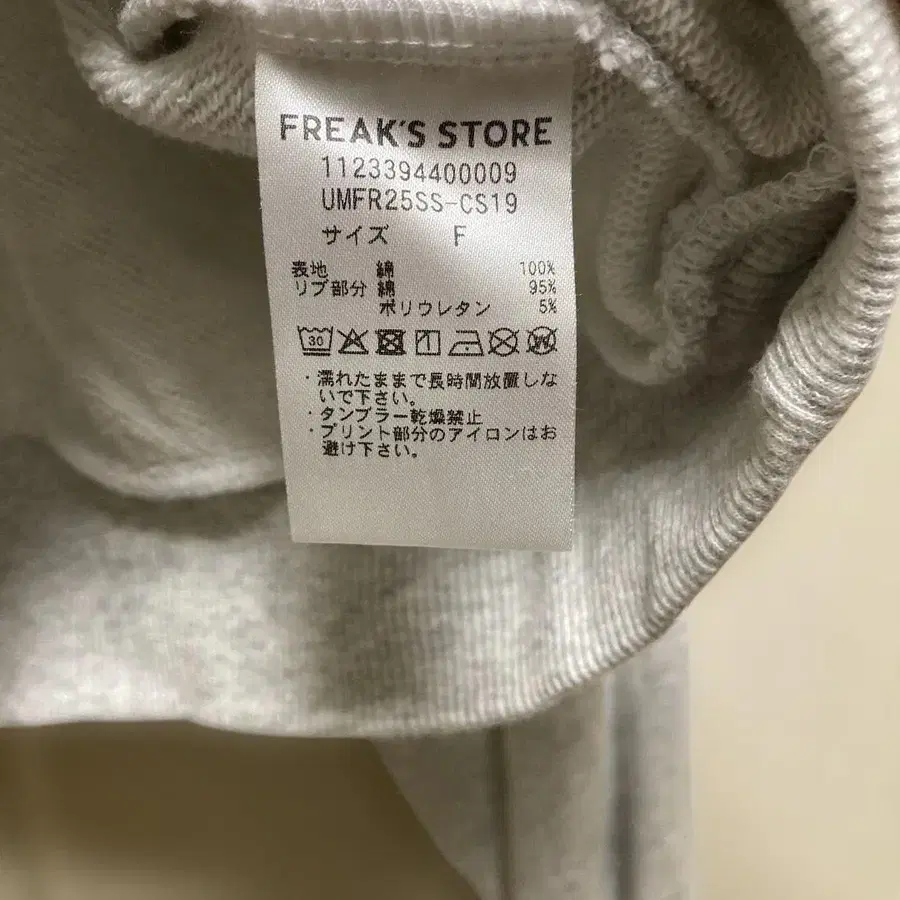 FREAK'S STORE
1123394400009
UMFR25SS-CS19
サイズ F
表地 綿 100%
リブ部分 綿 95%
ポリウレタン 5%
30 W
・濡れたままで長時間放置しな
いで下さい。
・タンブラー乾燥禁止
・プリント部分のアイロンはお
避け下さい。